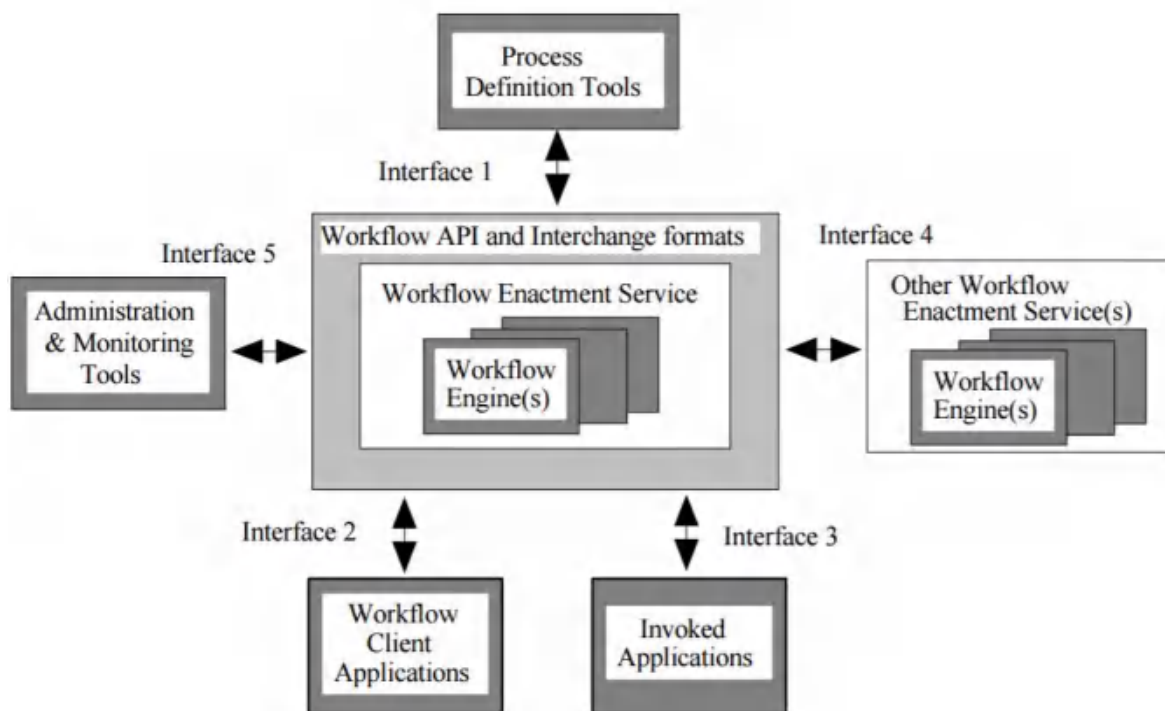 Process
Definition Tools
Interface 1
Workflow API and Interchange formats
Interface 4
Interface 5
Workflow Enactment Service
Other Workflow
Enactment Service(s)
Administration
& Monitoring
Tools
Workflow
Engine(s)
Workflow
Engine(s)
Interface 2
Interface 3
Workflow
Client
Applications
Invoked
Applications